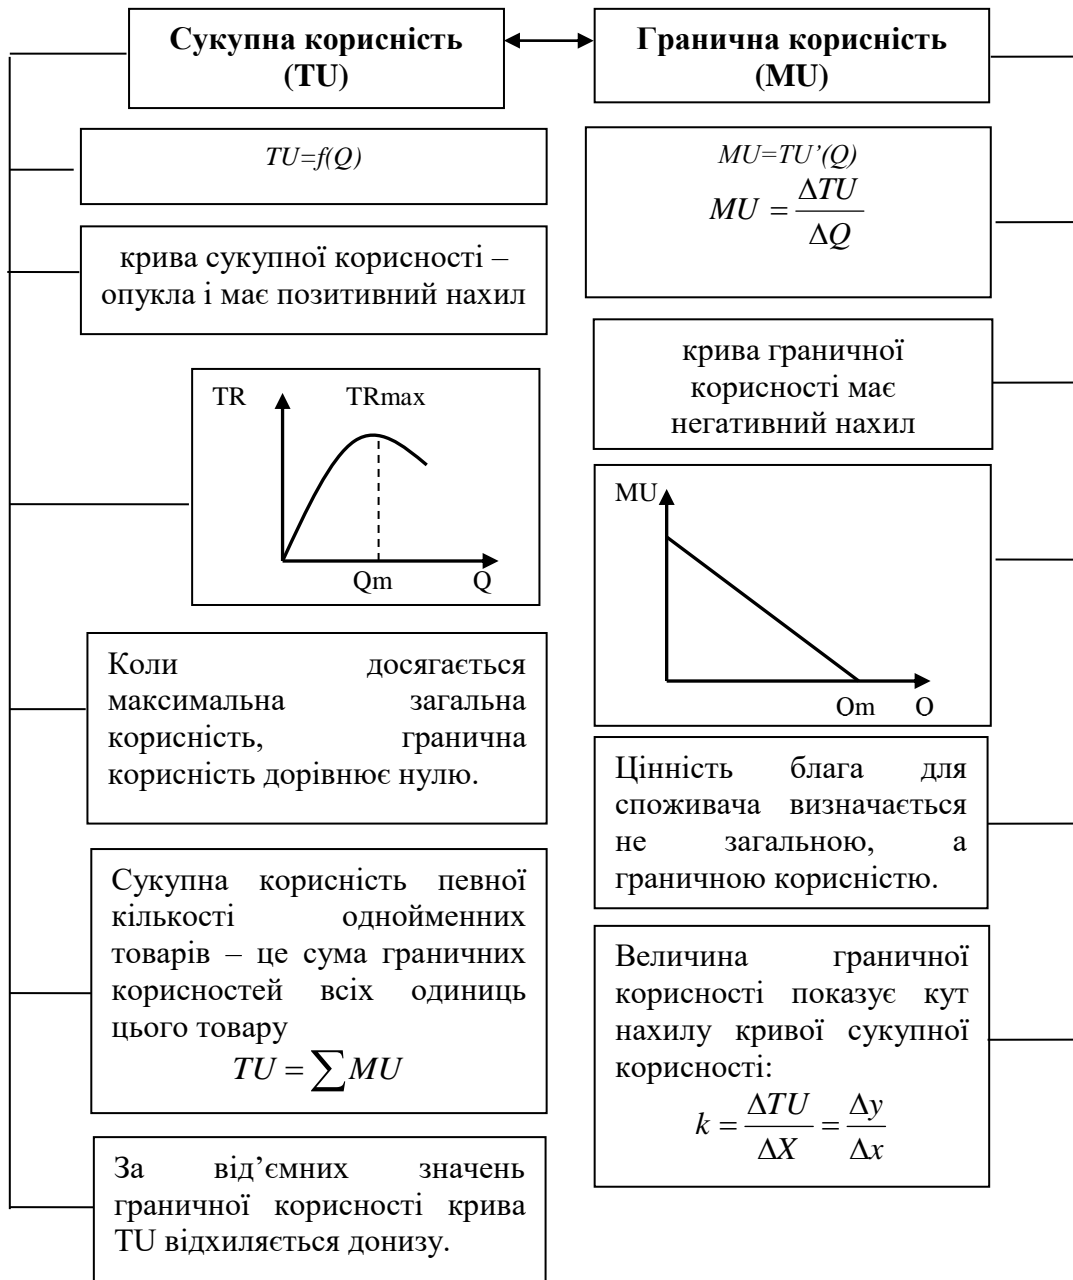 Сукупна корисність
(TU)
Гранична корисність
(MU)
TU=f(Q)
MU=TU’(Q)
MU = ΔTU / ΔQ
крива сукупної корисності –
опукла і має позитивний нахил
крива граничної
корисності має
негативний нахил
TR
TRmax
Qm
Q
MU
Qm
Q
Коли досягається
максимальна загальна
корисність, гранична
корисність дорівнює нулю.
Цінність блага для
споживача визначається
не загальною, а
граничною корисністю.
Сукупна корисність певної
кількості однойменних
товарів – це сума граничних
корисностей всіх одиниць
цього товару
TU = ∑ MU
Величина граничної
корисності показує кут
нахилу кривої сукупної
корисності:
k = ΔTU / ΔX = Δy / Δx
За від’ємних значень
граничної корисності крива
TU відхиляється донизу.